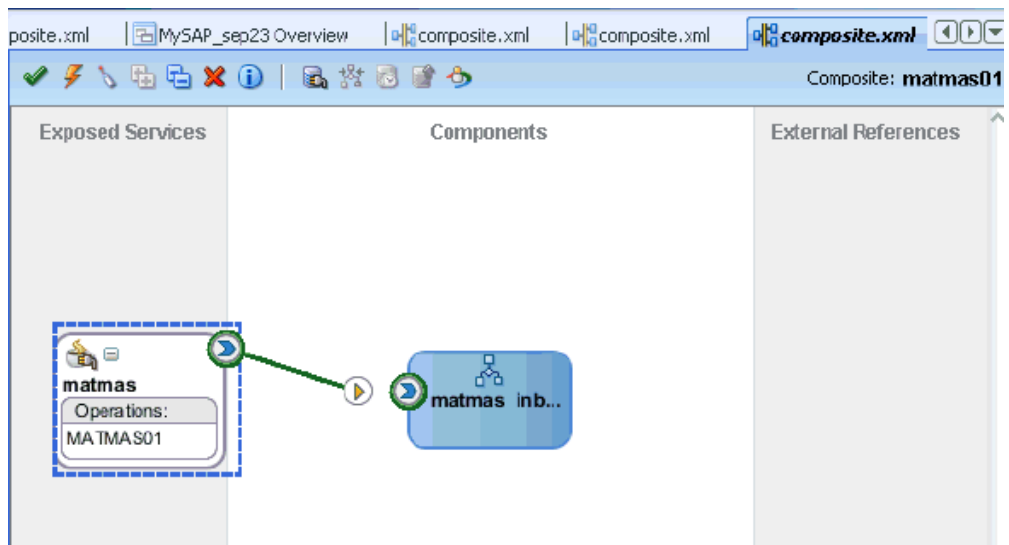 posite.xml MySAP_sep23 Overview composite.xml composite.xml composite.xml
Composite: matmas01
Exposed Services Components External References
matmas
Operations:
MATMAS01
matmas inb...